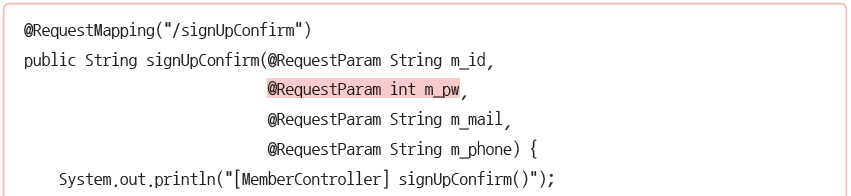 @RequestMapping("/signUpConfirm")
public String signUpConfirm(@RequestParam String m_id,
@RequestParam int m_pw,
@RequestParam String m_mail,
@RequestParam String m_phone) {
System.out.println("[MemberController] signUpConfirm()");